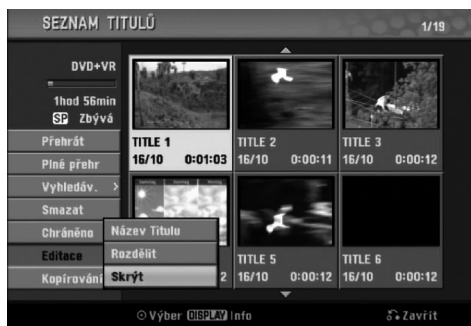 SEZNAM TITULŮ
1/19
DVD+VR
1hod 56min
SP Zbývá
Přehrát
Plné přehr
Vyhledáv. >
Smazat
Chráněno
Editace
Kopírování
Název Titulu
Rozdělit
Skrýt
TITLE 1
16/10 0:01:03
TITLE 2
16/10 0:00:11
TITLE 3
16/10 0:00:12
2
TITLE 5
16/10 0:00:12
TITLE 6
16/10 0:00:12
Výber DISPLAY Info
Zavřít